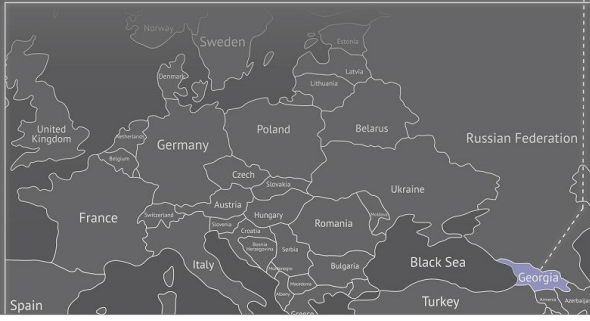 Norway
Sweden
Estonia
Latvia
Denmark
Lithuania
United
Kingdom
Netherlands
Poland
Belarus
Russian Federation
Germany
Belgium
Czech
Slovakia
Ukraine
Austria
France
Switzerland
Hungary
Romania
Moldova
Slovenia
Croatia
Bosnia
Herzegovina
Serbia
Italy
Montenegro
Bulgaria
Black Sea
Georgia
Macedonia
Albany
Spain
Turkey
Armenia
Azerbaijan
Greece